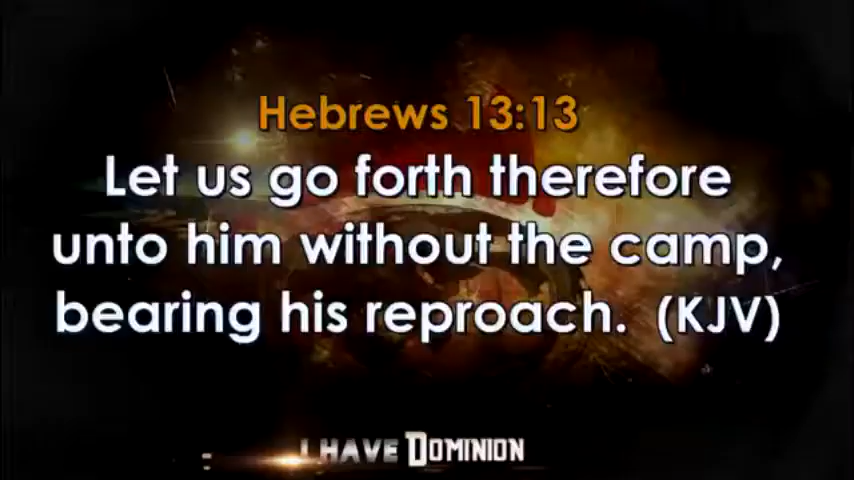 Hebrews 13:13
Let us go forth therefore
unto him without the camp,
bearing his reproach. (KJV)
I HAVE DOMINION